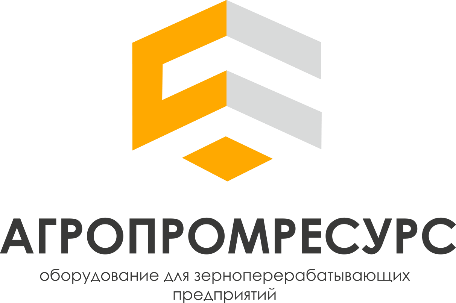 АГРОПРОМРЕСУРС
оборудование для зерноперерабатывающих
предприятий